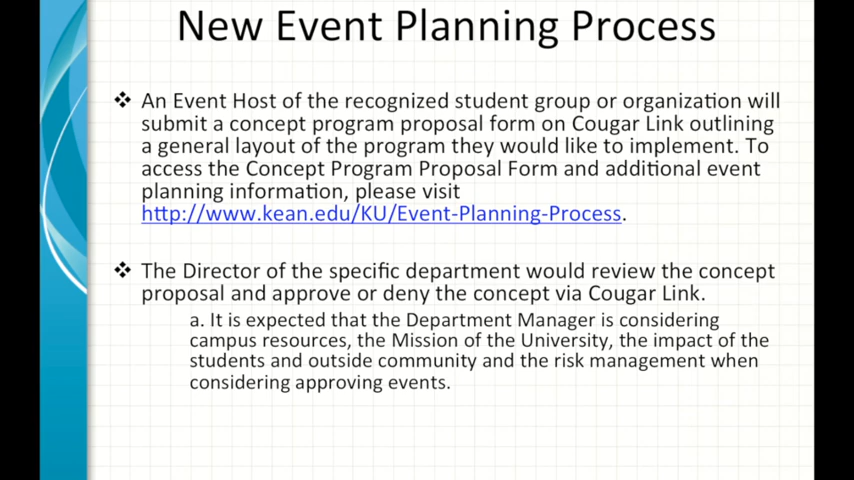 New Event Planning Process
❖ An Event Host of the recognized student group or organization will
submit a concept program proposal form on Cougar Link outlining
a general layout of the program they would like to implement. To
access the Concept Program Proposal Form and additional event
planning information, please visit
http://www.kean.edu/KU/Event-Planning-Process.
❖ The Director of the specific department would review the concept
proposal and approve or deny the concept via Cougar Link.
a. It is expected that the Department Manager is considering
campus resources, the Mission of the University, the impact of the
students and outside community and the risk management when
considering approving events.